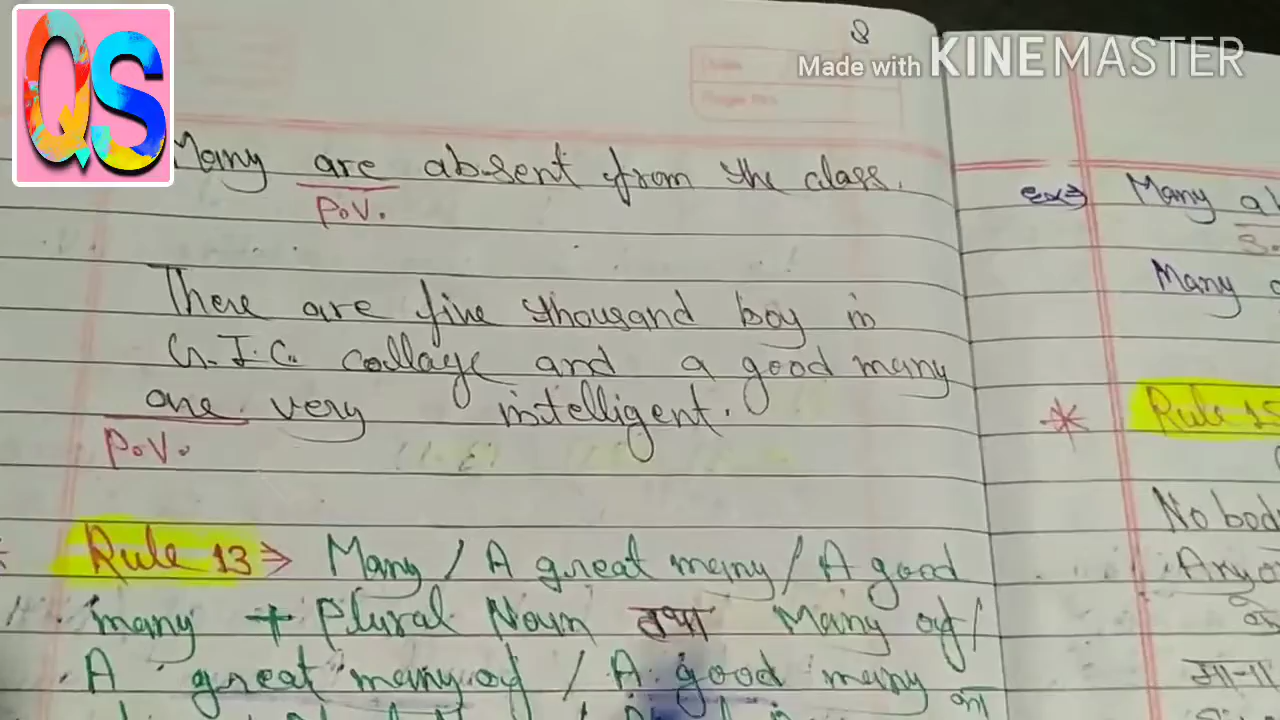 QS
8
Made with KINEMASTER
Many are absent from the class.
P.V.
There are five thousand boy in
G.I.C. collage and a good many
are very intelligent.
P.V.
Rule 13 ⇒ Many / A great many / A good
many + Plural Noun तथा Many of /
A great many of / A good many को
ex⇒ Many a
S.
Many
* Rule 15
No bod
Anyo
माना